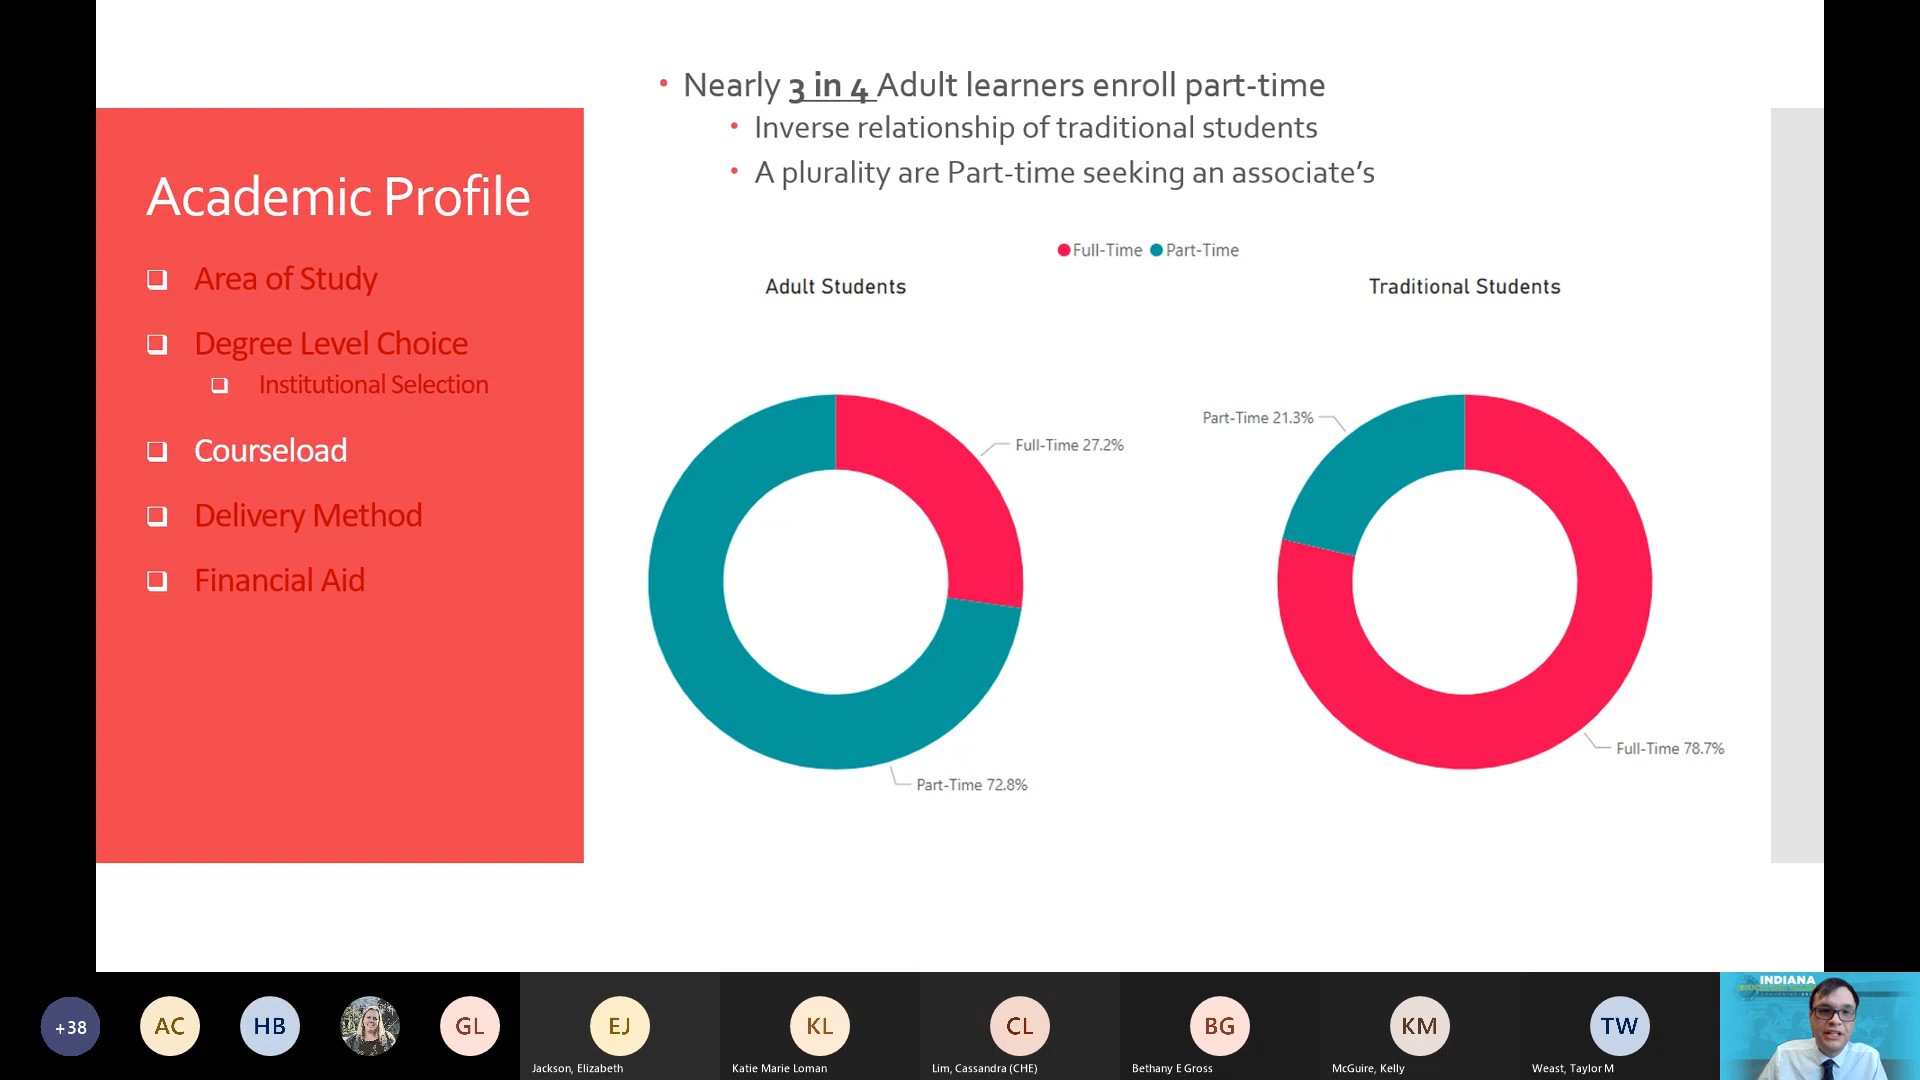 Nearly 3 in 4 Adult learners enroll part-time
Inverse relationship of traditional students
A plurality are Part-time seeking an associate’s
Academic Profile
Area of Study
Degree Level Choice
Institutional Selection
Courseload
Delivery Method
Financial Aid
Full-Time Part-Time
Adult Students
Traditional Students
Full-Time 27.2%
Part-Time 72.8%
Part-Time 21.3%
Full-Time 78.7%
+38
AC
HB
GL
EJ
Jackson, Elizabeth
KL
Katie Marie Loman
CL
Lim, Cassandra (CHE)
BG
Bethany E Gross
KM
McGuire, Kelly
TW
Weast, Taylor M
INDIANA